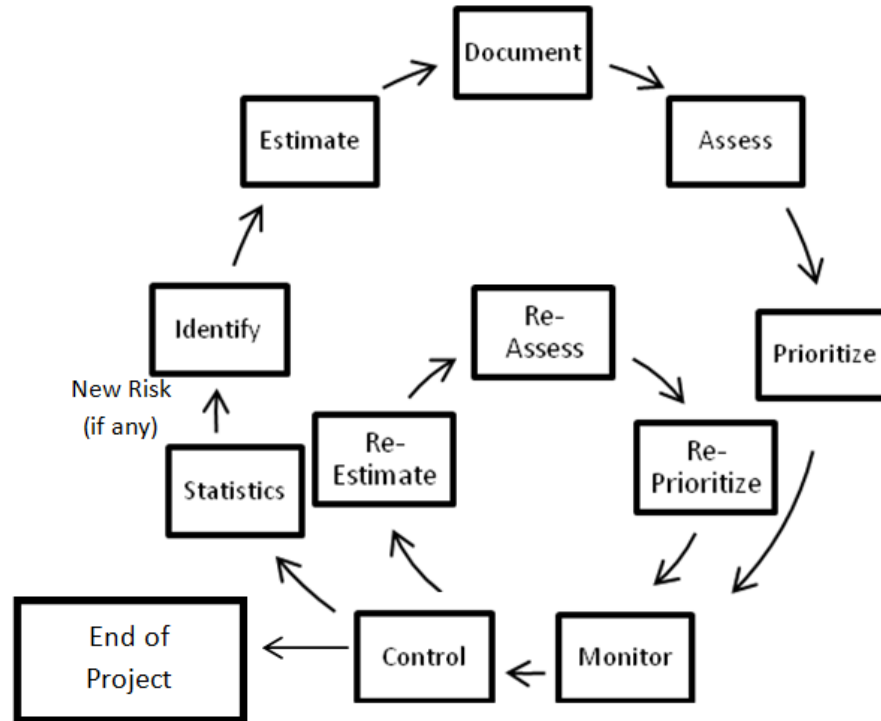 Document
Estimate
Assess
Identify
Re-
Assess
Prioritize
New Risk
(if any)
Re-
Estimate
Re-
Prioritize
Statistics
End of
Project
Control
Monitor